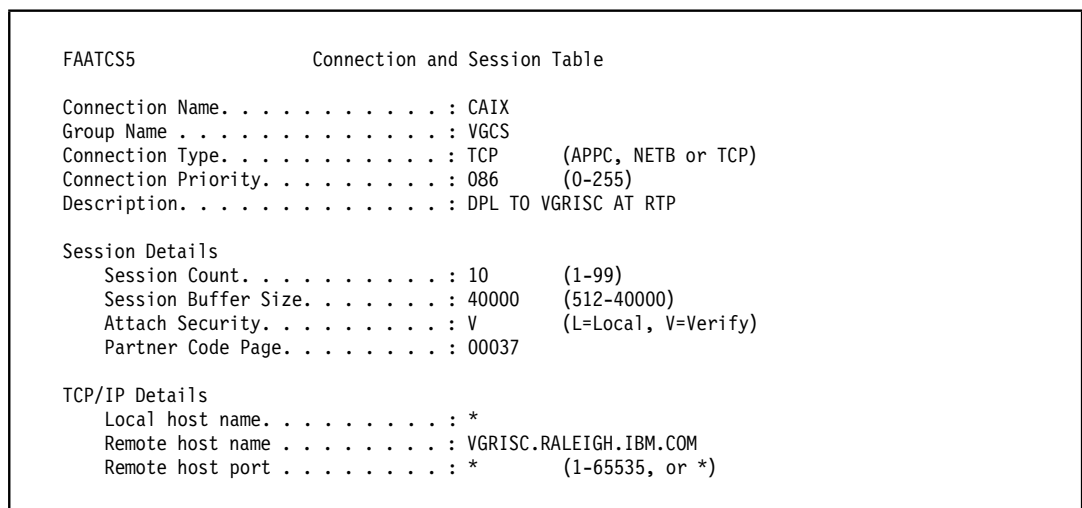 FAATCS5 Connection and Session Table
Connection Name. . . . . . . . . . . : CAIX
Group Name . . . . . . . . . . . . . : VGCS
Connection Type. . . . . . . . . . . : TCP (APPC, NETB or TCP)
Connection Priority. . . . . . . . . : 086 (0-255)
Description. . . . . . . . . . . . . : DPL TO VGRISC AT RTP
Session Details
Session Count. . . . . . . . . . : 10 (1-99)
Session Buffer Size. . . . . . . : 40000 (512-40000)
Attach Security. . . . . . . . . : V (L=Local, V=Verify)
Partner Code Page. . . . . . . . : 00037
TCP/IP Details
Local host name. . . . . . . . . : *
Remote host name . . . . . . . . : VGRISC.RALEIGH.IBM.COM
Remote host port . . . . . . . . : * (1-65535, or *)